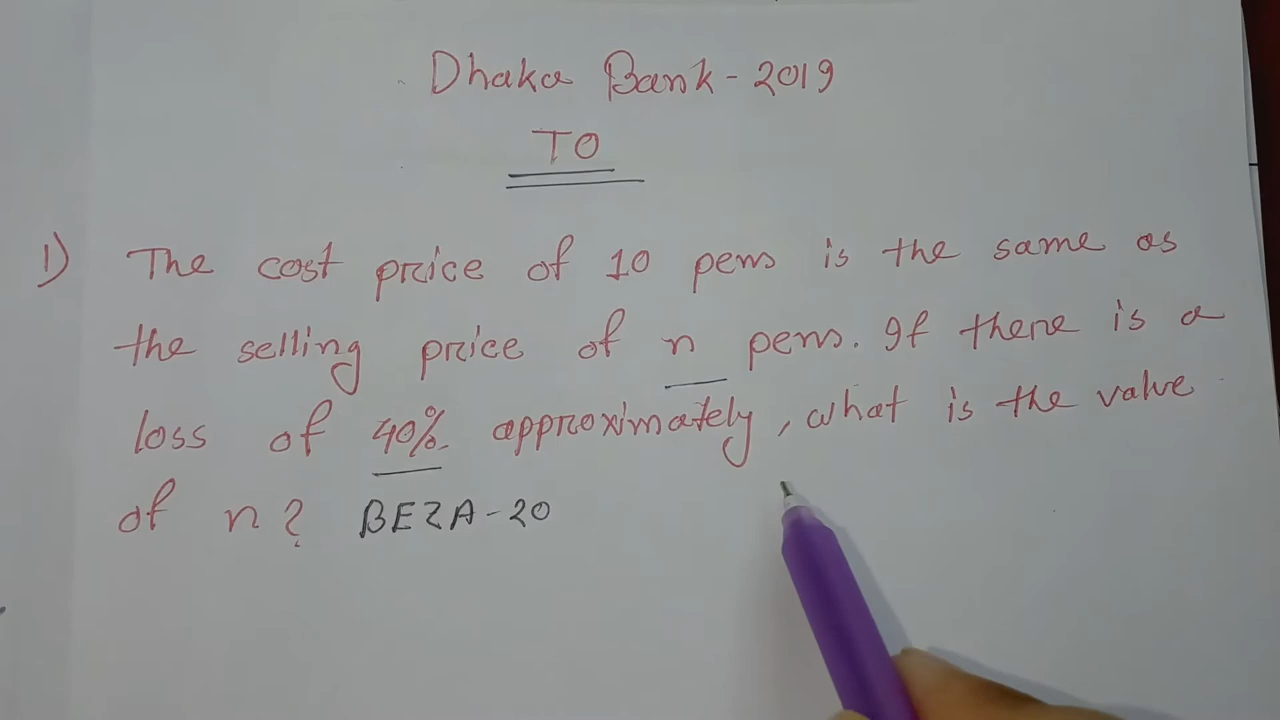 Dhaka Bank-2019
TO
1) The cost price of 10 pens is the same as
the selling price of n pens. If there is a
loss of 40% approximately, what is the value
of n? BEZA-20